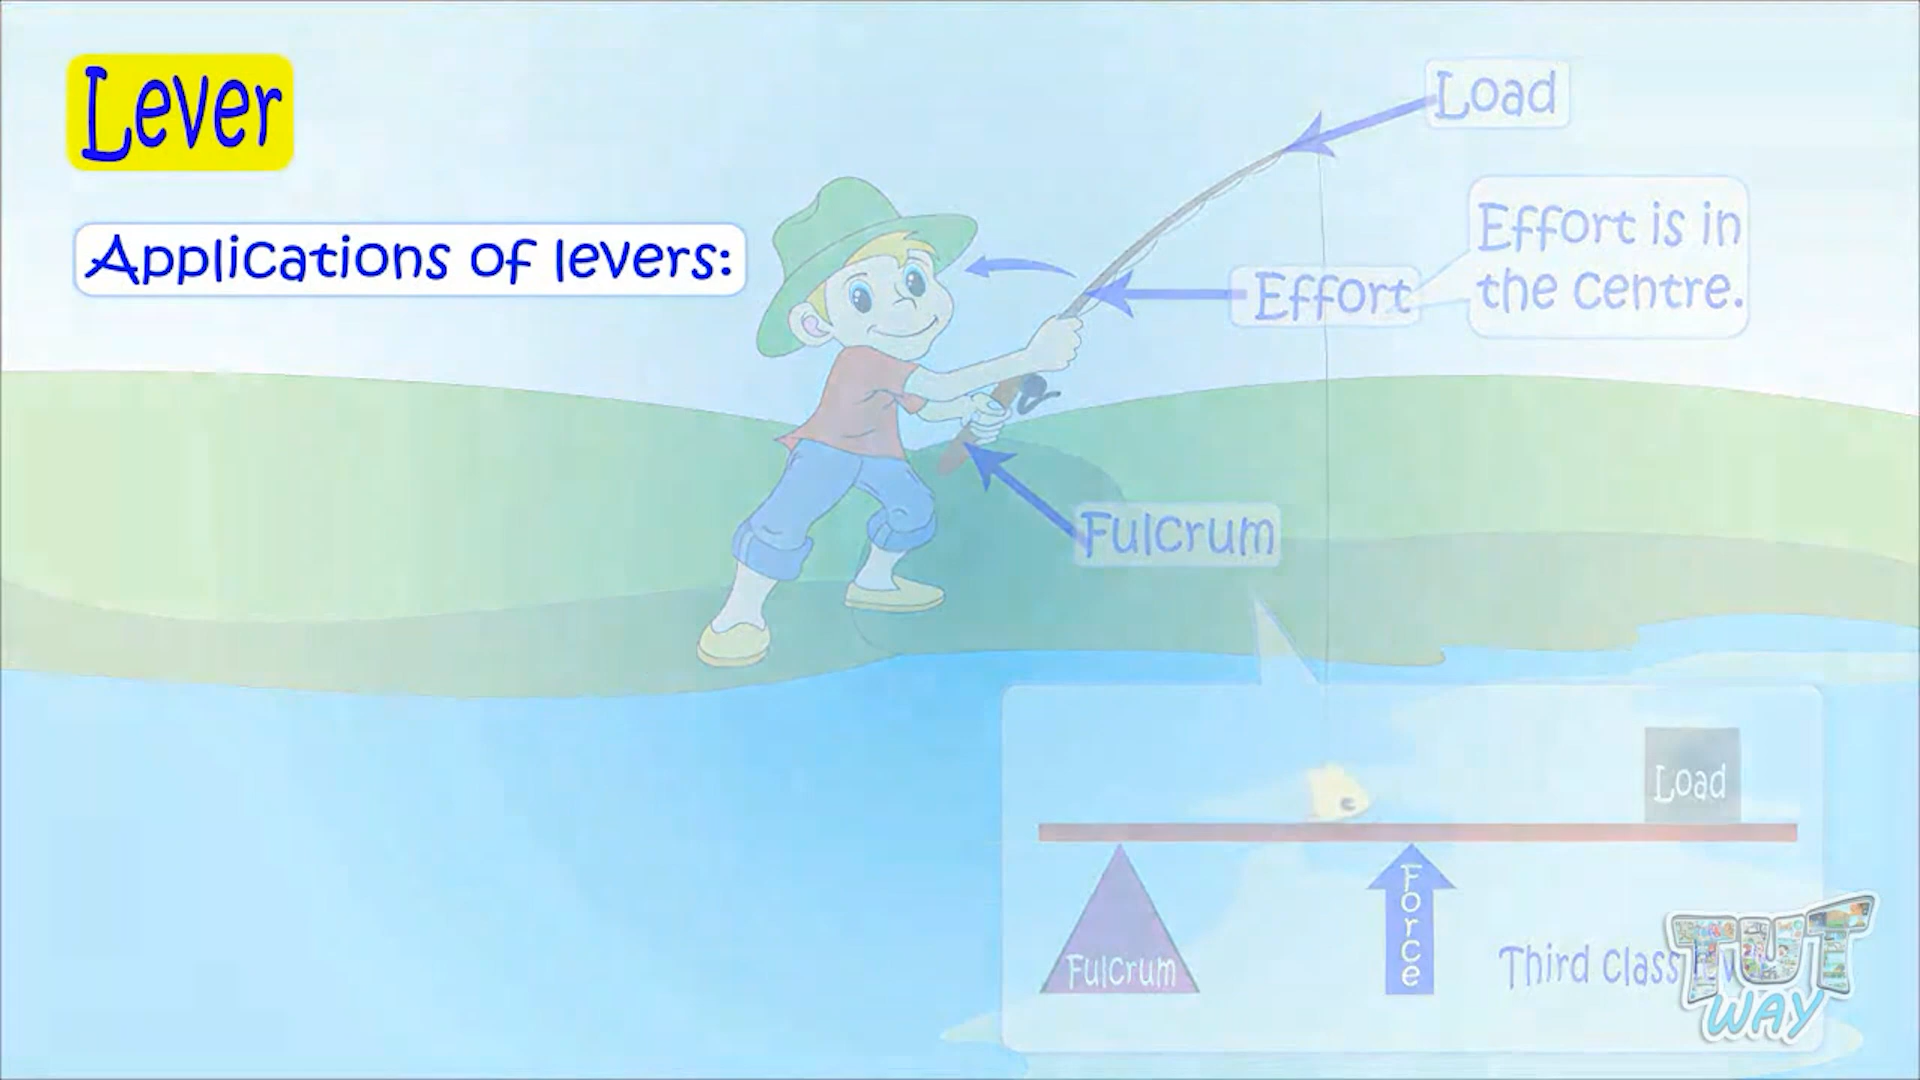 Lever
Applications of levers:
Load
Effort
Effort is in
the centre.
Fulcrum
Load
Force
Fulcrum
Third class
TUT
WAY